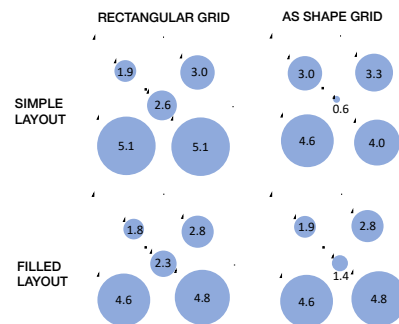 RECTANGULAR GRID AS SHAPE GRID
1.9 3.0 3.0 3.3
SIMPLE LAYOUT
2.6 0.6
5.1 5.1 4.6 4.0
1.8 2.8 1.9 2.8
FILLED LAYOUT
2.3 1.4
4.6 4.8 4.6 4.8